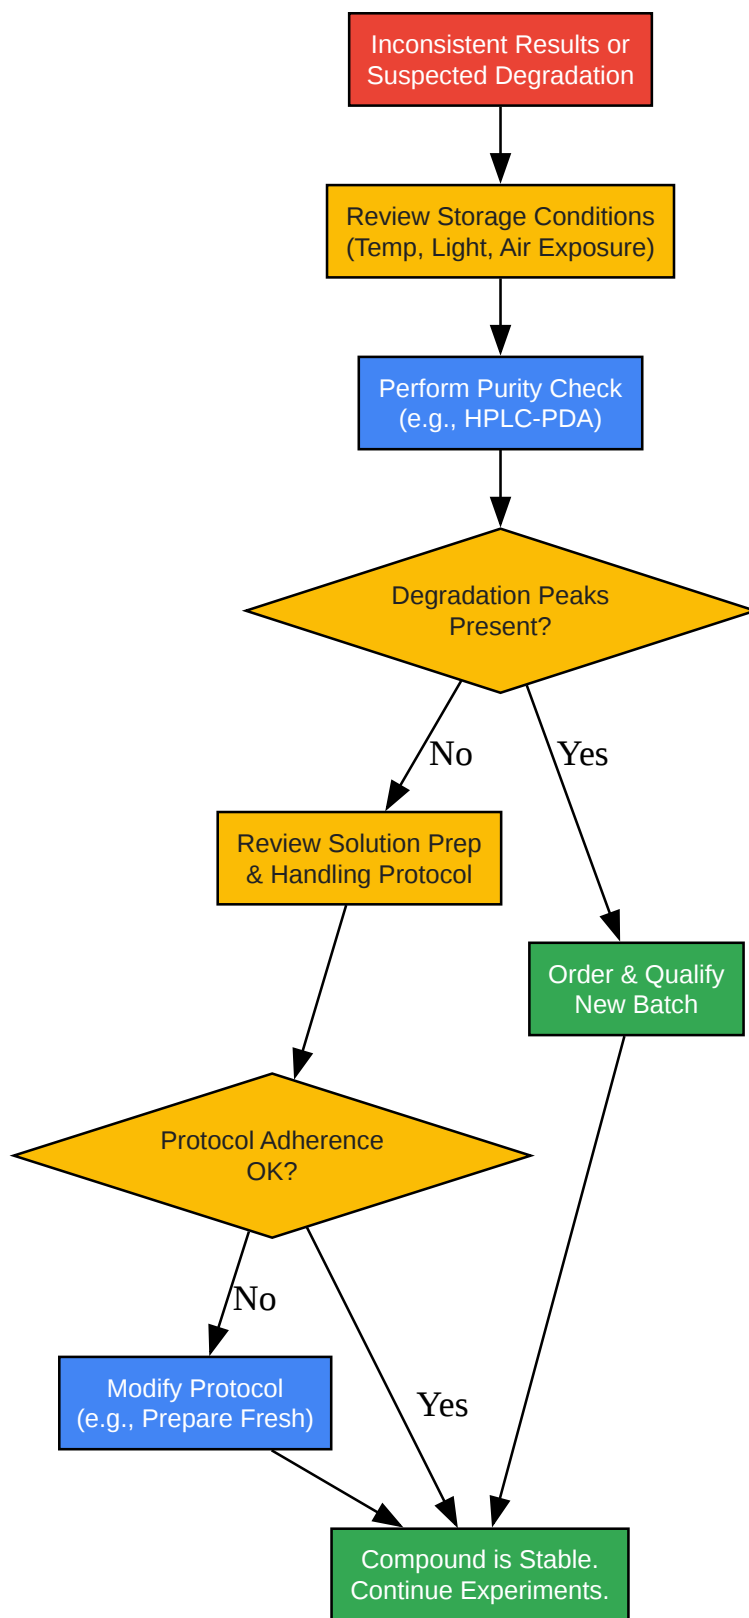 Inconsistent Results or
Suspected Degradation
Review Storage Conditions
(Temp, Light, Air Exposure)
Perform Purity Check
(e.g., HPLC-PDA)
Degradation Peaks
Present?
No
Yes
Review Solution Prep
& Handling Protocol
Order & Qualify
New Batch
Protocol Adherence
OK?
No
Modify Protocol
(e.g., Prepare Fresh)
Yes
Compound is Stable.
Continue Experiments.